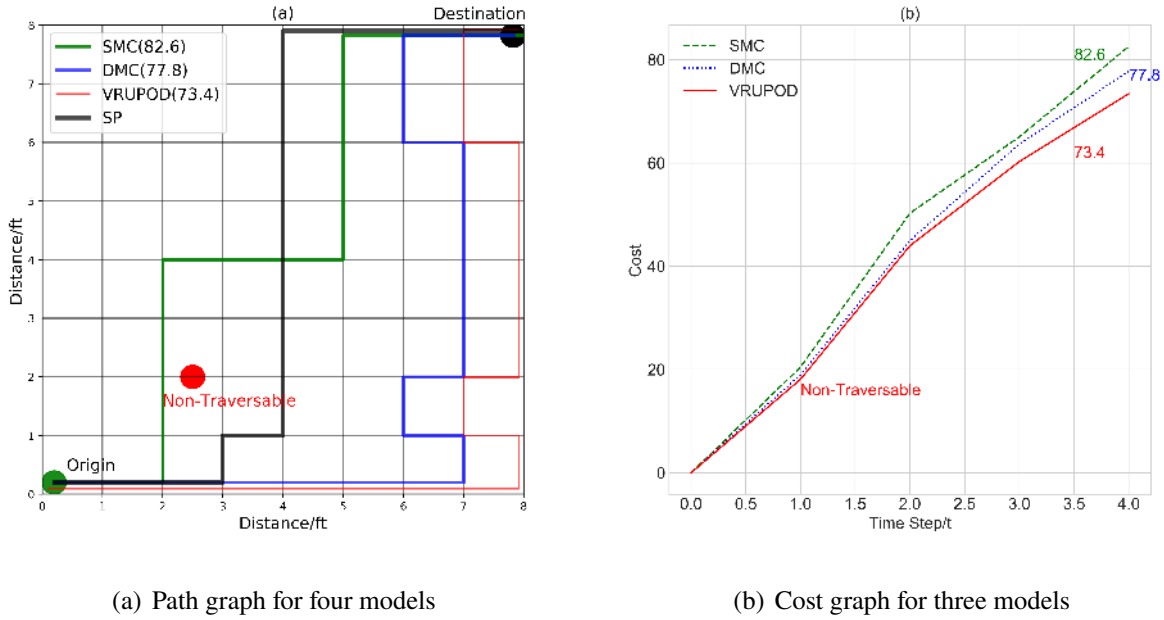 (a)
Destination
8
7
6
5
4
3
2
1
0
Distance/ft
SMC(82.6)
DMC(77.8)
VRUPOD(73.4)
SP
Non-Traversable
Origin
0 1 2 3 4 5 6 7 8
Distance/ft
(b)
80
60
40
20
0
Cost
SMC
DMC
VRUPOD
82.6
77.8
73.4
Non-Traversable
0.0 0.5 1.0 1.5 2.0 2.5 3.0 3.5 4.0
Time Step/t
(a) Path graph for four models
(b) Cost graph for three models